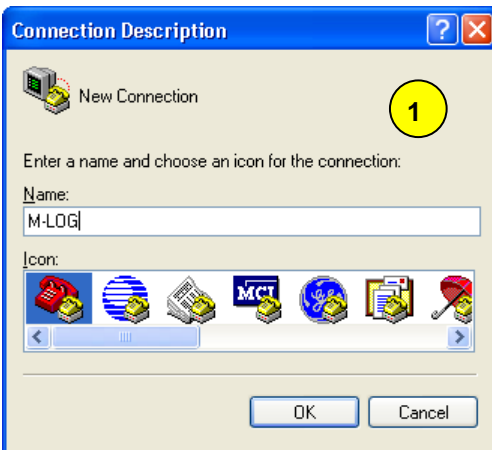 Connection Description
New Connection
1
Enter a name and choose an icon for the connection:
Name:
M-LOG
Icon:
MCI
OK
Cancel